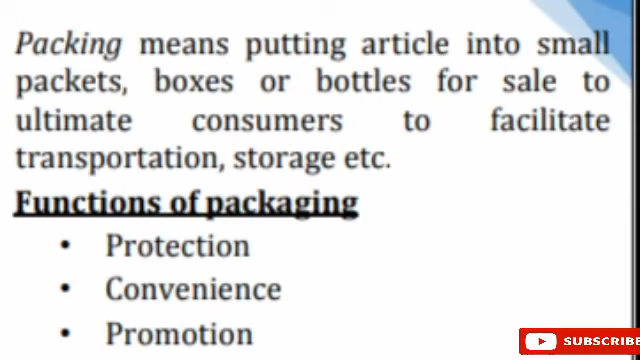 Packing means putting article into small
packets, boxes or bottles for sale to
ultimate consumers to facilitate
transportation, storage etc.
Functions of packaging
• Protection
• Convenience
• Promotion
SUBSCRIBE